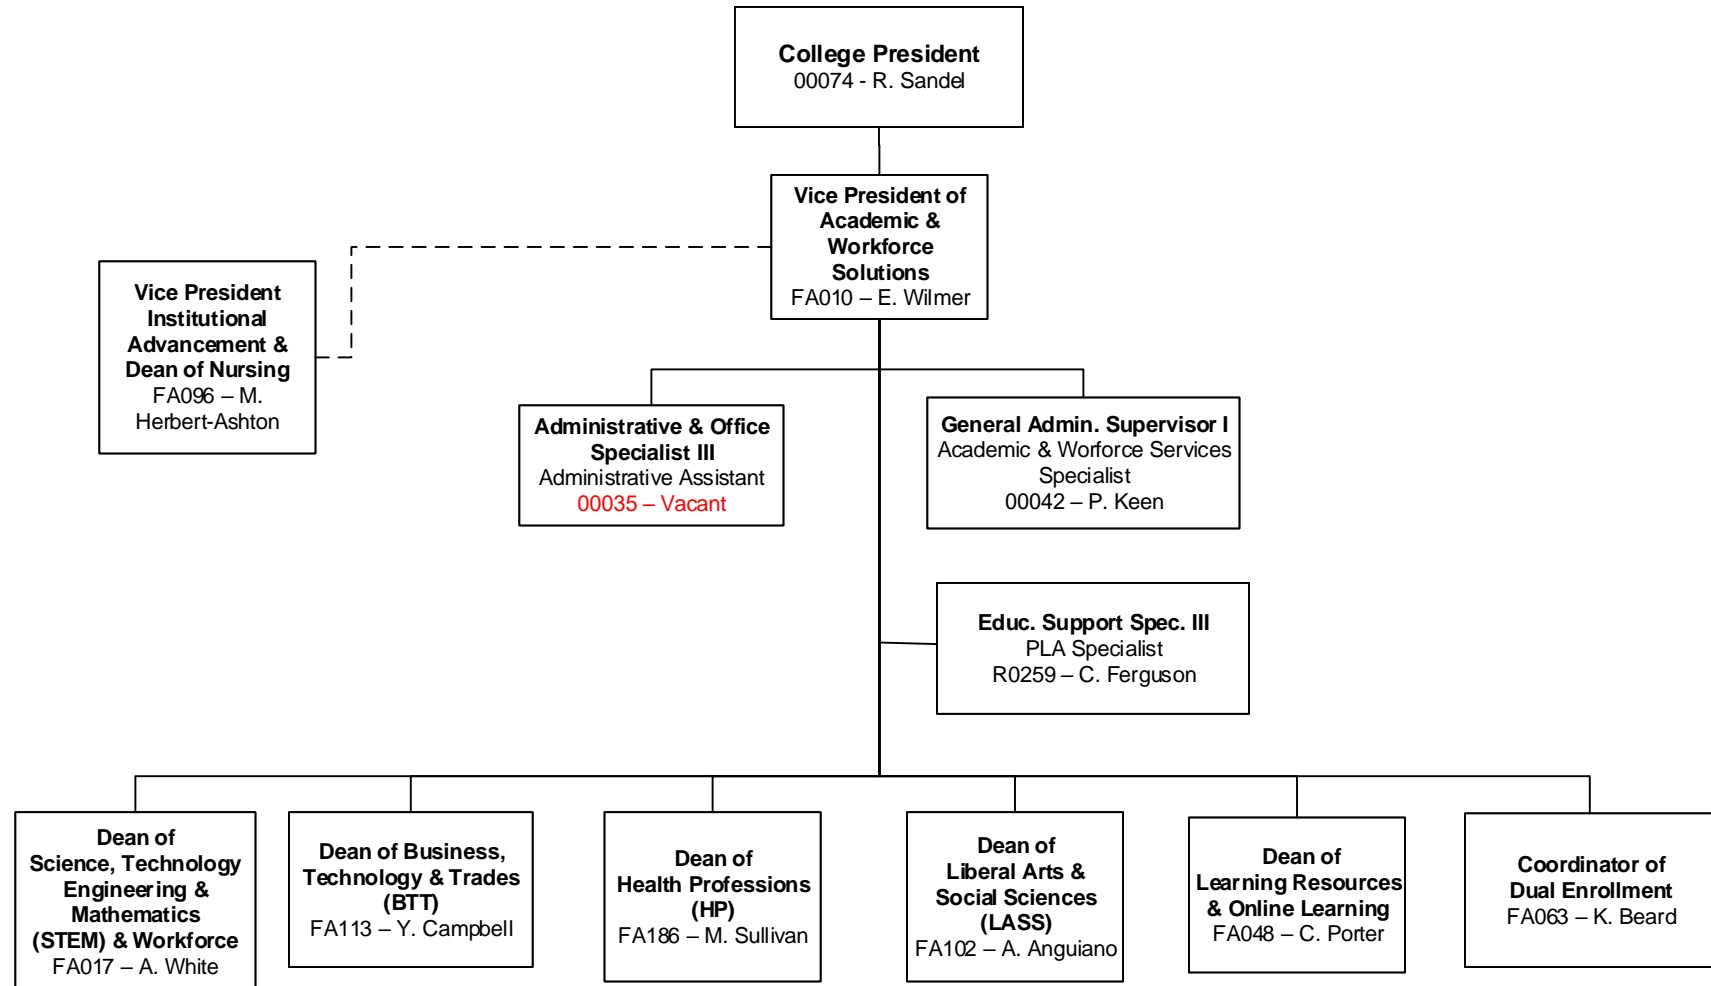 College President
00074 - R. Sandel
Vice President of
Academic &
Workforce
Solutions
FA010 – E. Wilmer
Vice President
Institutional
Advancement &
Dean of Nursing
FA096 – M.
Herbert-Ashton
Administrative & Office
Specialist III
Administrative Assistant
00035 – Vacant
General Admin. Supervisor I
Academic & Worforce Services
Specialist
00042 – P. Keen
Educ. Support Spec. III
PLA Specialist
R0259 – C. Ferguson
Dean of
Science, Technology
Engineering &
Mathematics
(STEM) & Workforce
FA017 – A. White
Dean of Business,
Technology & Trades
(BTT)
FA113 – Y. Campbell
Dean of
Health Professions
(HP)
FA186 – M. Sullivan
Dean of
Liberal Arts &
Social Sciences
(LASS)
FA102 – A. Anguiano
Dean of
Learning Resources
& Online Learning
FA048 – C. Porter
Coordinator of
Dual Enrollment
FA063 – K. Beard